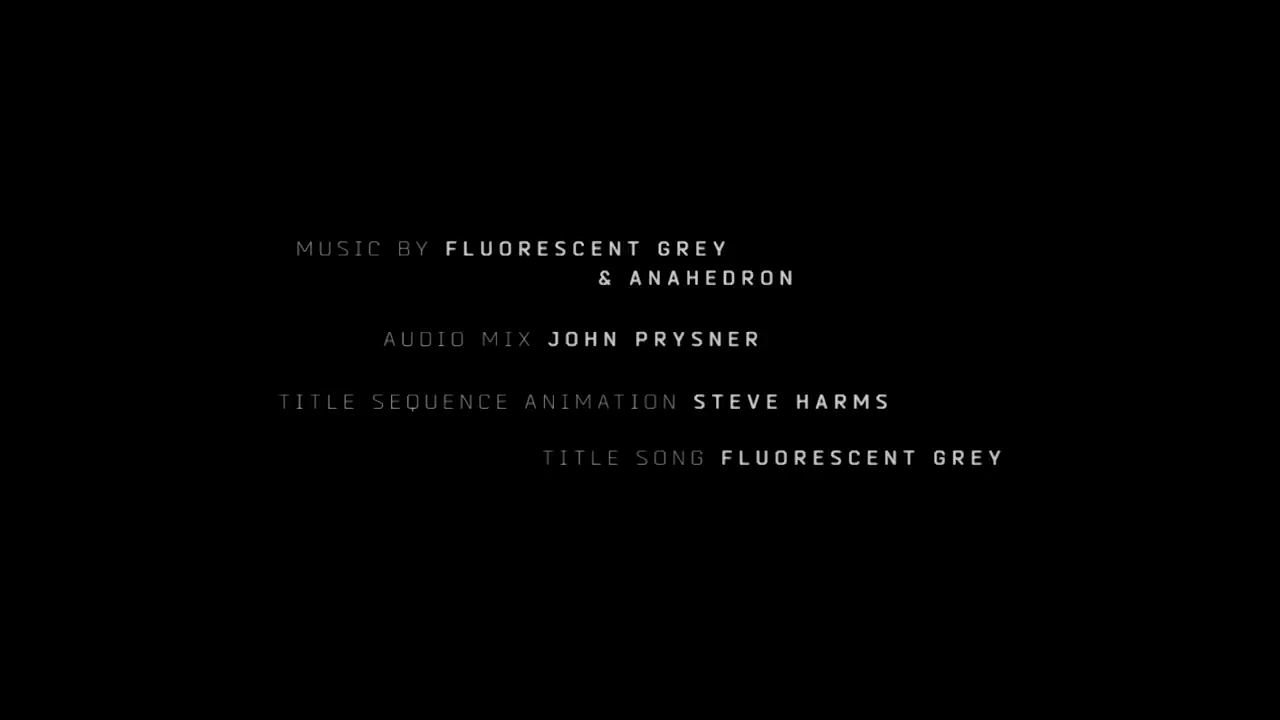 MUSIC BY FLUORESCENT GREY
& ANAHEDRON
AUDIO MIX JOHN PRYSNER
TITLE SEQUENCE ANIMATION STEVE HARMS
TITLE SONG FLUORESCENT GREY